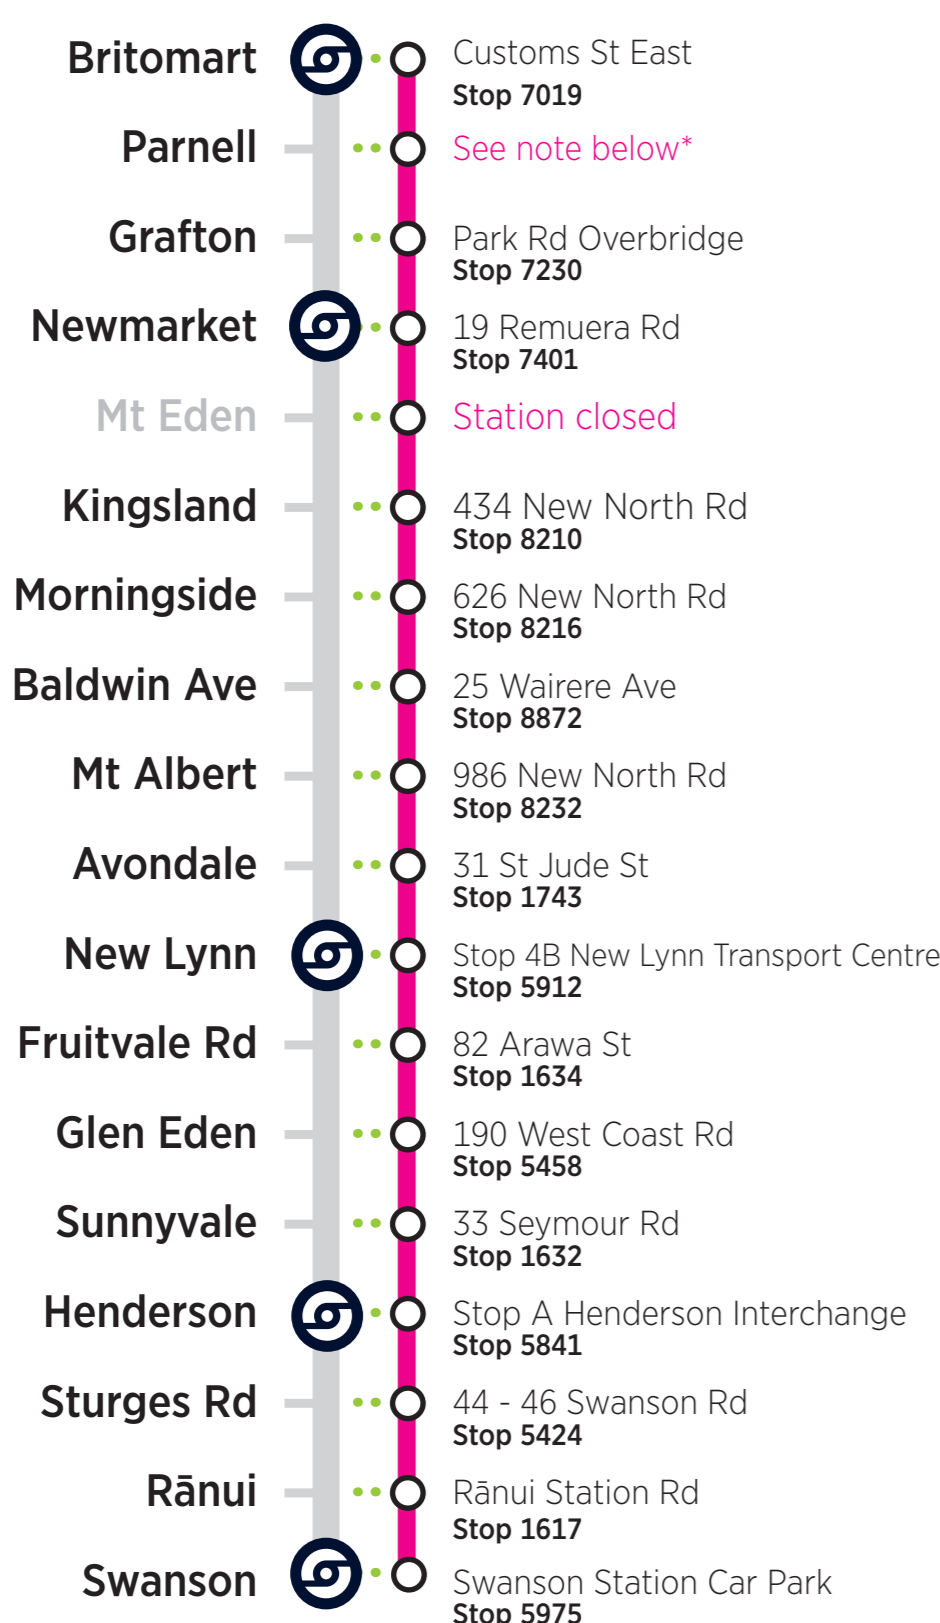 Britomart
Customs St East
Stop 7019
Parnell
See note below*
Grafton
Park Rd Overbridge
Stop 7230
Newmarket
19 Remuera Rd
Stop 7401
Mt Eden
Station closed
Kingsland
434 New North Rd
Stop 8210
Morningside
626 New North Rd
Stop 8216
Baldwin Ave
25 Wairere Ave
Stop 8872
Mt Albert
986 New North Rd
Stop 8232
Avondale
31 St Jude St
Stop 1743
New Lynn
Stop 4B New Lynn Transport Centre
Stop 5912
Fruitvale Rd
82 Arawa St
Stop 1634
Glen Eden
190 West Coast Rd
Stop 5458
Sunnyvale
33 Seymour Rd
Stop 1632
Henderson
Stop A Henderson Interchange
Stop 5841
Sturges Rd
44 - 46 Swanson Rd
Stop 5424
Rānui
Rānui Station Rd
Stop 1617
Swanson
Swanson Station Car Park
Stop 5975